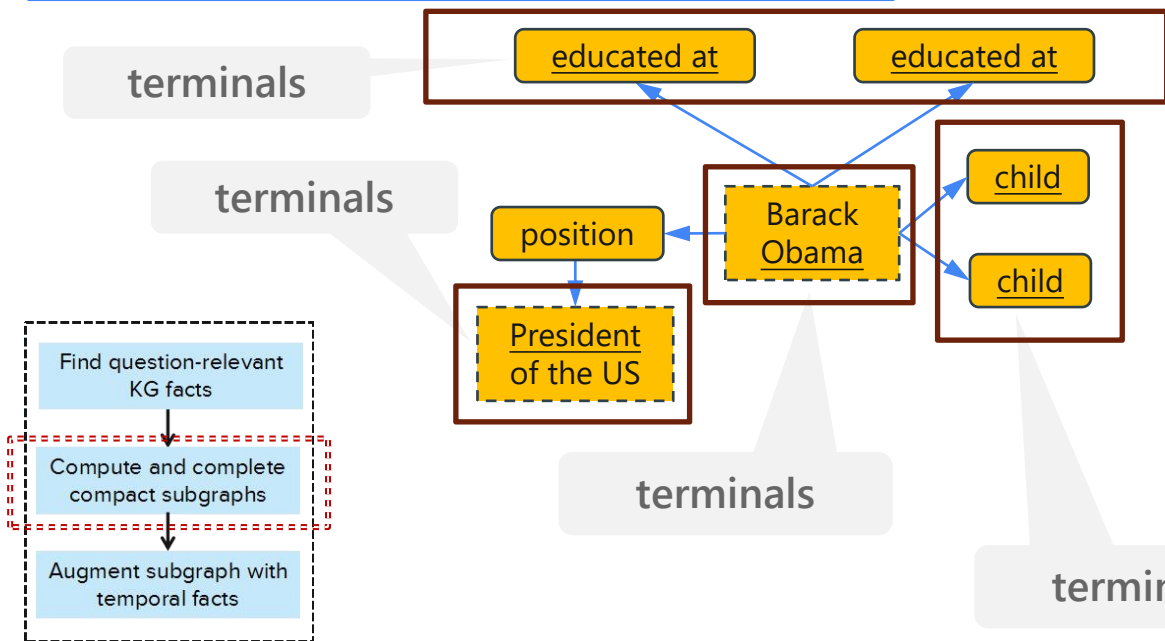 terminals
educated at
educated at
terminals
child
Barack
Obama
position
child
President
of the US
Find question-relevant
KG facts
Compute and complete
compact subgraphs
terminals
Augment subgraph with
temporal facts